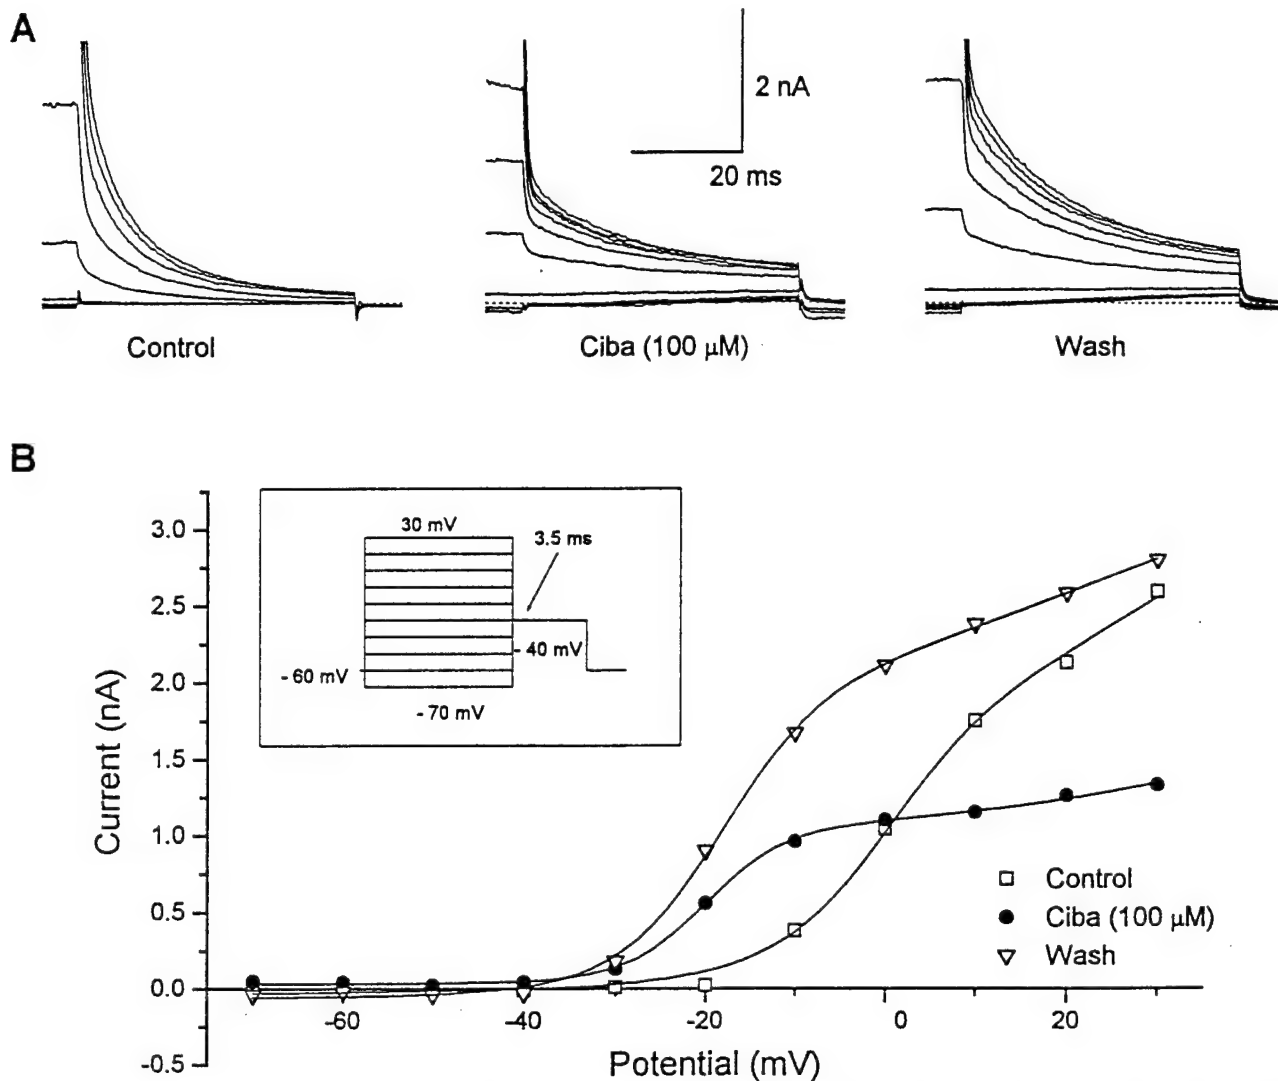 A
2 nA
20 ms
Control
Ciba (100 μM)
Wash
B
30 mV
3.5 ms
- 40 mV
- 60 mV
- 70 mV
Current (nA)
3.0
2.5
2.0
1.5
1.0
0.5
0.0
-0.5
-60
-40
-20
0
20
Potential (mV)
Control
Ciba (100 μM)
Wash